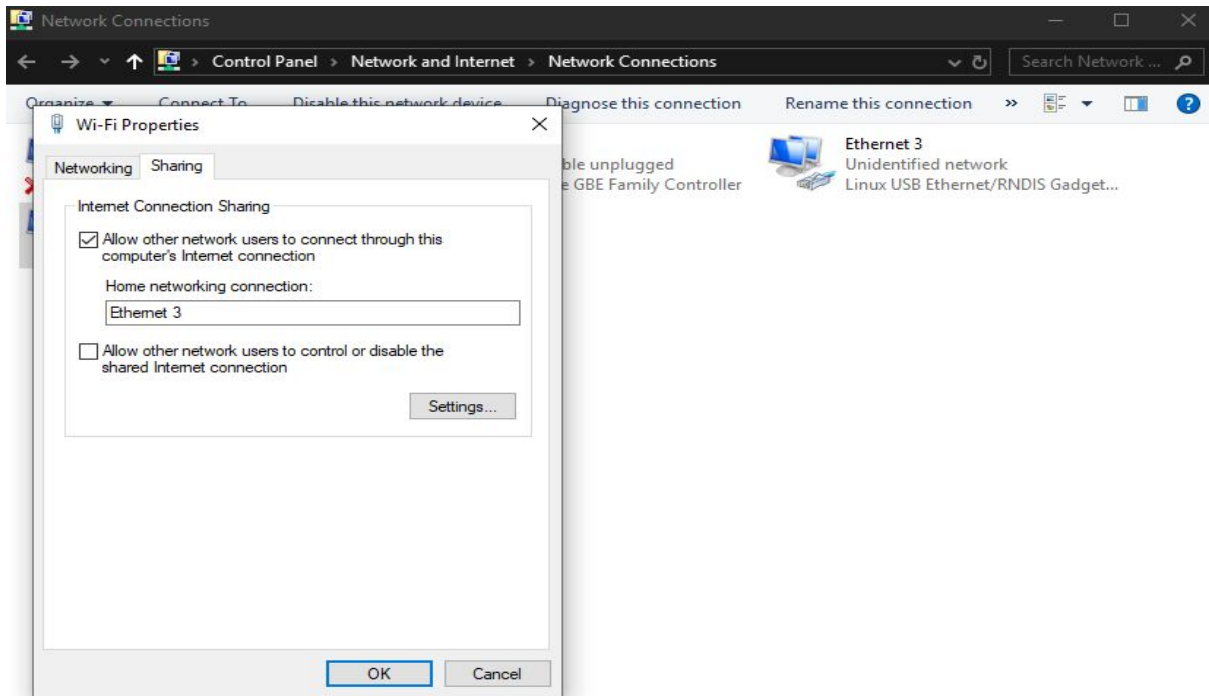 Network Connections
Control Panel › Network and Internet › Network Connections
Search Network ...
Organize Connect To Disable this network device Diagnose this connection Rename this connection »
Wi-Fi Properties
Networking Sharing
Internet Connection Sharing
Allow other network users to connect through this
computer's Internet connection
Home networking connection:
Ethernet 3
Allow other network users to control or disable the
shared Internet connection
Settings...
OK Cancel
unplugged
GBE Family Controller
Ethernet 3
Unidentified network
Linux USB Ethernet/RNDIS Gadget...